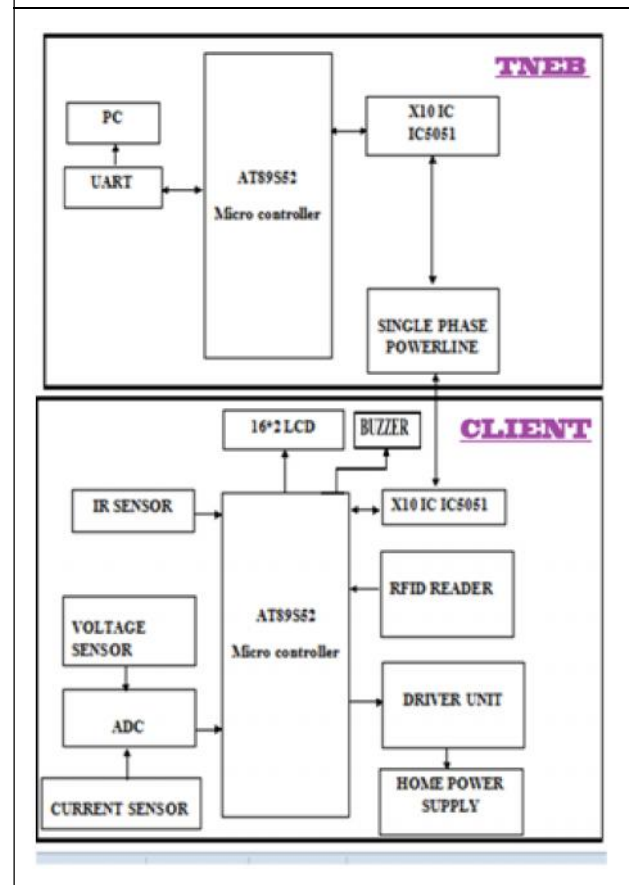 TNEB
PC
UART
AT89S52
Micro controller
X10 IC
IC5051
SINGLE PHASE
POWERLINE
CLIENT
16*2 LCD
BUZZER
IR SENSOR
X10 IC IC5051
RFID READER
AT89S52
Micro controller
VOLTAGE
SENSOR
ADC
DRIVER UNIT
CURRENT SENSOR
HOME POWER
SUPPLY